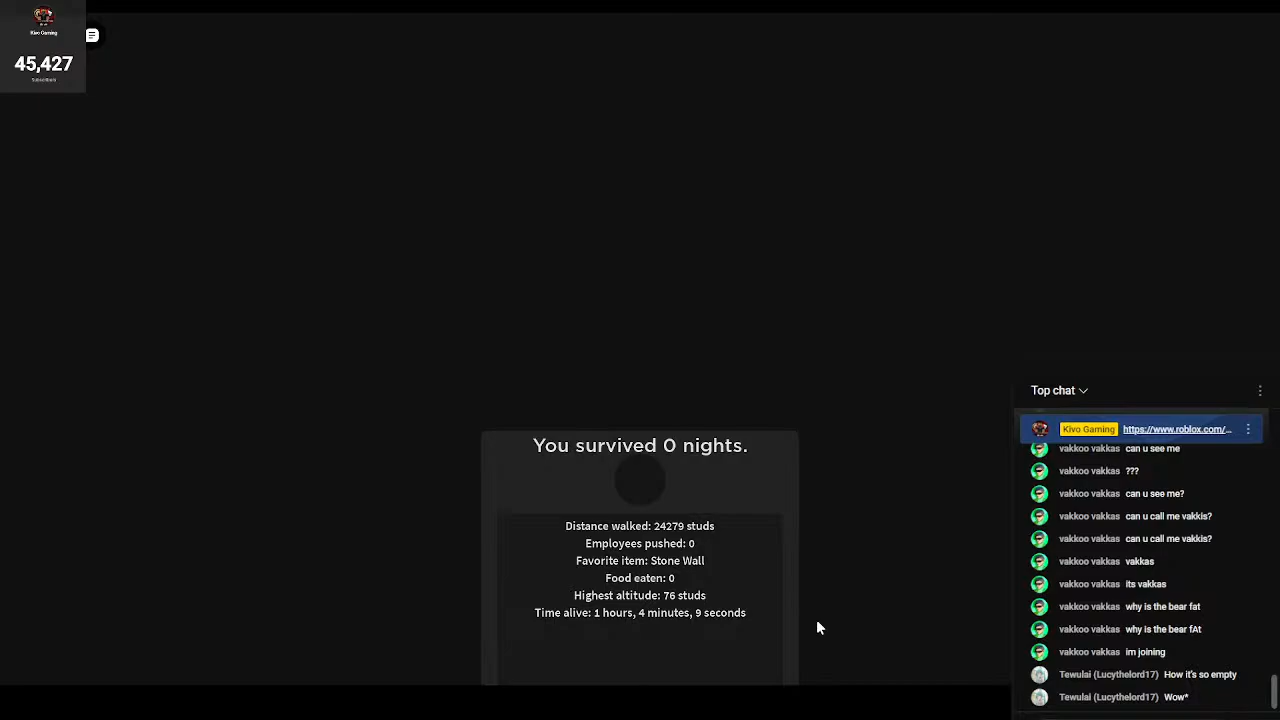 Kivo Gaming
45,427
Subscribers
You survived 0 nights.
Distance walked: 24279 studs
Employees pushed: 0
Favorite item: Stone Wall
Food eaten: 0
Highest altitude: 76 studs
Time alive: 1 hours, 4 minutes, 9 seconds
Top chat
Kivo Gaming https://www.roblox.com/...
vakkoo vakkas can u see me
vakkoo vakkas ???
vakkoo vakkas can u see me?
vakkoo vakkas can u call me vakkis?
vakkoo vakkas can u call me vakkis?
vakkoo vakkas vakkas
vakkoo vakkas its vakkas
vakkoo vakkas why is the bear fat
vakkoo vakkas why is the bear fAt
vakkoo vakkas im joining
Tewulai (Lucythelord17) How it's so empty
Tewulai (Lucythelord17) Wow*